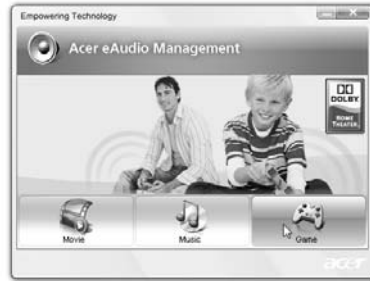 Empowering Technology
Acer eAudio Management
DOLBY
HOME
THEATER
Movie
Music
Game
acer